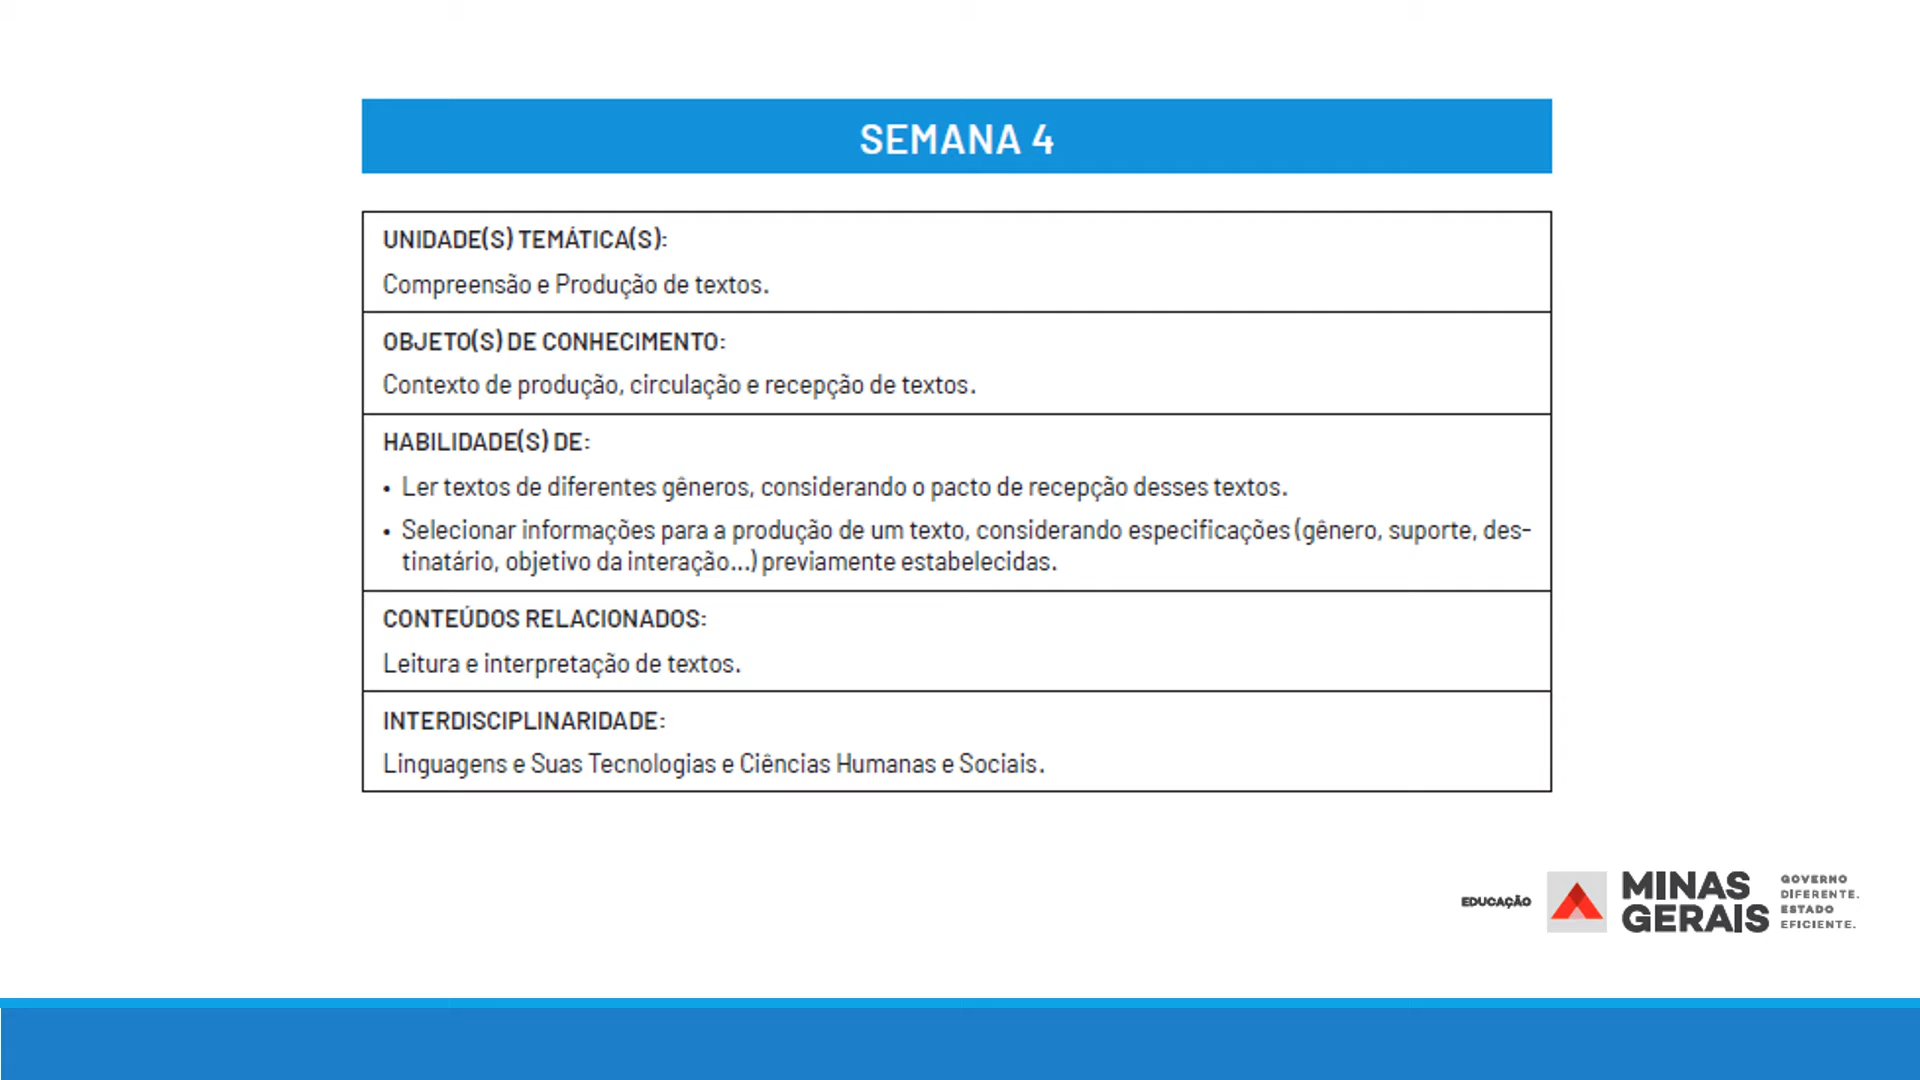 SEMANA 4
UNIDADE(S) TEMÁTICA(S):
Compreensão e Produção de textos.
OBJETO(S) DE CONHECIMENTO:
Contexto de produção, circulação e recepção de textos.
HABILIDADE(S) DE:
• Ler textos de diferentes gêneros, considerando o pacto de recepção desses textos.
• Selecionar informações para a produção de um texto, considerando especificações (gênero, suporte, des-
tinatário, objetivo da interação...) previamente estabelecidas.
CONTEÚDOS RELACIONADOS:
Leitura e interpretação de textos.
INTERDISCIPLINARIDADE:
Linguagens e Suas Tecnologias e Ciências Humanas e Sociais.
EDUCAÇÃO
MINAS
GERAIS
GOVERNO
DIFERENTE.
ESTADO
EFICIENTE.